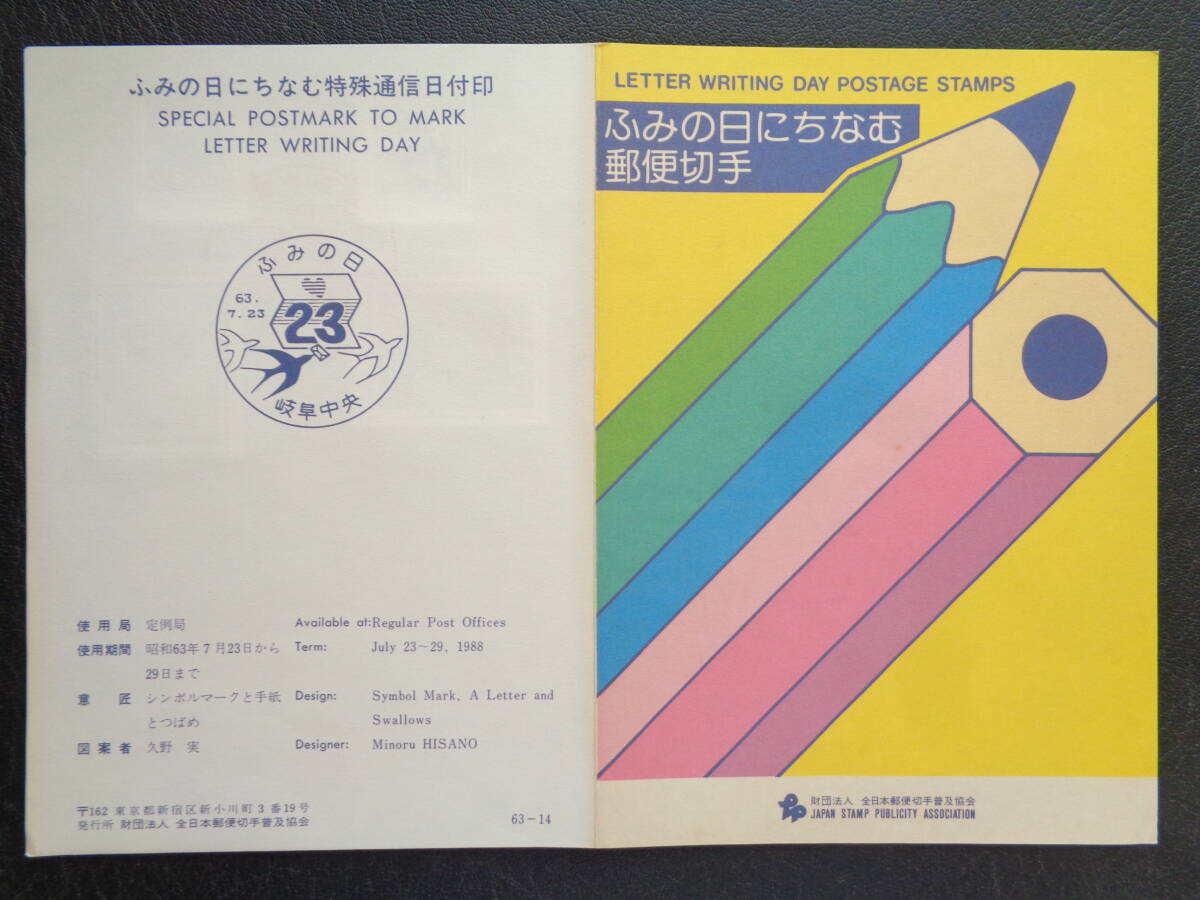 ふみの日にちなむ特殊通信日付印
SPECIAL POSTMARK TO MARK
LETTER WRITING DAY
ふみの日
63.
7.23
23
岐阜中央
使用局 定例局
Available at: Regular Post Offices
使用期間 昭和63年7月23日から
29日まで
Term: July 23~29, 1988
意匠 シンボルマークと手紙
とつばめ
Design: Symbol Mark, A Letter and
Swallows
図案者 久野 実
Designer: Minoru HISANO
〒162 東京都新宿区新小川町3番19号
発行所 財団法人 全日本郵便切手普及協会
63-14
LETTER WRITING DAY POSTAGE STAMPS
ふみの日にちなむ
郵便切手
財団法人 全日本郵便切手普及協会
JAPAN STAMP PUBLICITY ASSOCIATION